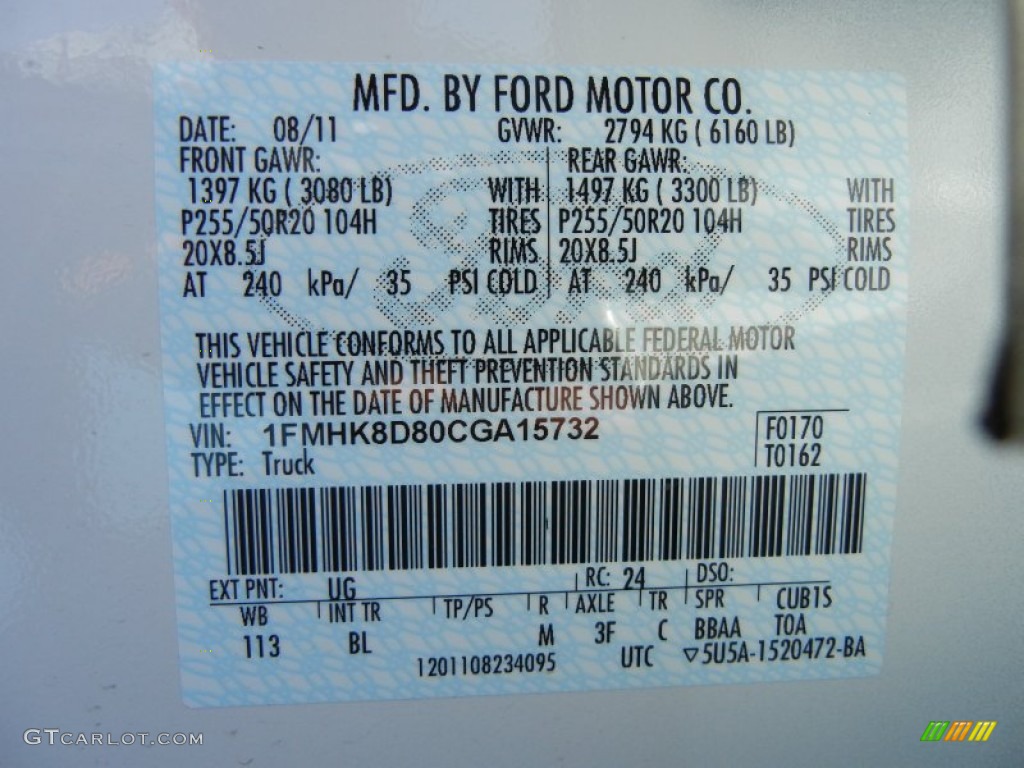 MFD. BY FORD MOTOR CO.
DATE: 08/11 GVWR: 2794 KG ( 6160 LB)
FRONT GAWR: REAR GAWR:
1397 KG ( 3080 LB) WITH 1497 KG ( 3300 LB) WITH
P255/50R20 104H TIRES P255/50R20 104H TIRES
20X8.5J RIMS 20X8.5J RIMS
AT 240 kPa/ 35 PSI COLD AT 240 kPa/ 35 PSI COLD
THIS VEHICLE CONFORMS TO ALL APPLICABLE FEDERAL MOTOR
VEHICLE SAFETY AND THEFT PREVENTION STANDARDS IN
EFFECT ON THE DATE OF MANUFACTURE SHOWN ABOVE.
VIN: 1FMHK8D80CGA15732 F0170
TYPE: Truck T0162
EXT PNT: UG RC: 24 DSO:
WB INT TR TP/PS R AXLE TR SPR CUB1S
113 BL M 3F C BBAA TOA
1201108234095 UTC ▽5U5A-1520472-BA
GTCARLOT.COM